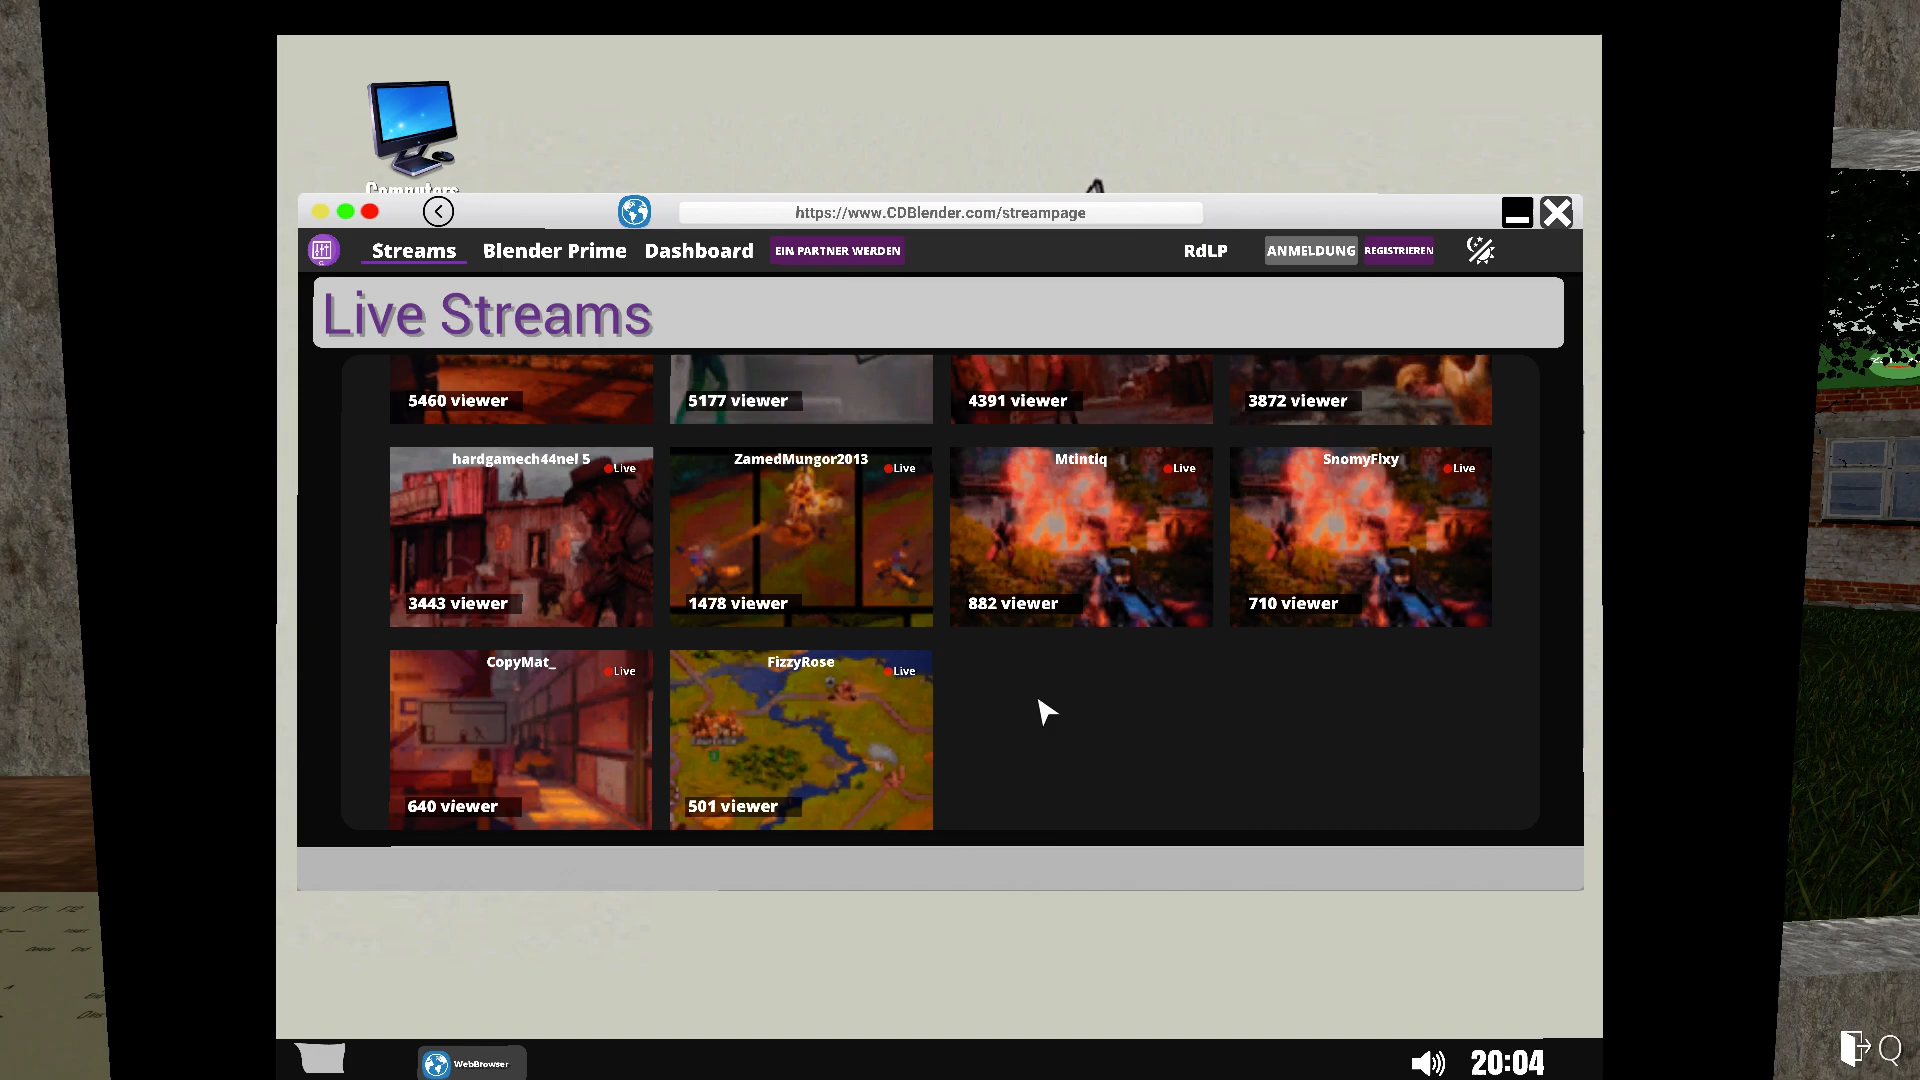 Computers
https://www.CDBlender.com/streampage
Streams
Blender Prime
Dashboard
EIN PARTNER WERDEN
RdLP
ANMELDUNG
REGISTRIEREN
Live Streams
5460 viewer
5177 viewer
4391 viewer
3872 viewer
hardgamech44nel 5
Live
3443 viewer
ZamedMungor2013
Live
1478 viewer
Mtintiq
Live
882 viewer
SnomyFixy
Live
710 viewer
CopyMat_
Live
640 viewer
FizzyRose
Live
501 viewer
WebBrowser
20:04
Q